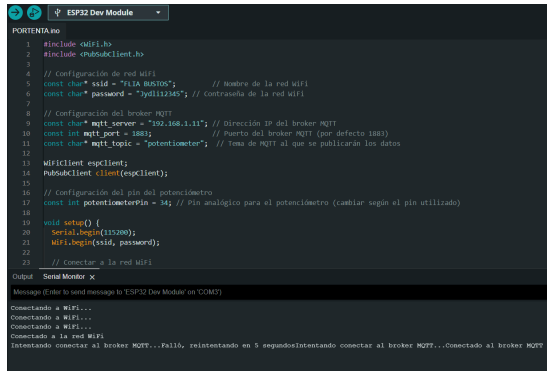 ESP32 Dev Module
PORTENTA.ino
1 #include <WiFi.h>
2 #include <PubSubClient.h>
3
4 // Configuración de red WiFi
5 const char* ssid = "FLIA BUSTOS"; // Nombre de la red WiFi
6 const char* password = "Jydli12345"; // Contraseña de la red WiFi
7
8 // Configuración del broker MQTT
9 const char* mqtt_server = "192.168.1.11"; // Dirección IP del broker MQTT
10 const int mqtt_port = 1883; // Puerto del broker MQTT (por defecto 1883)
11 const char* mqtt_topic = "potentiometer"; // Tema de MQTT al que se publicarán los datos
12
13 WiFiClient espClient;
14 PubSubClient client(espClient);
15
16 // Configuración del pin del potenciómetro
17 const int potentiometerPin = 34; // Pin analógico para el potenciómetro (cambiar según el pin utilizado)
18
19 void setup() {
20 Serial.begin(115200);
21 WiFi.begin(ssid, password);
22
23 // Conectar a la red WiFi
Output Serial Monitor x
Message (Enter to send message to 'ESP32 Dev Module' on 'COM3')
Conectando a WiFi...
Conectando a WiFi...
Conectando a WiFi...
Conectado a la red WiFi
Intentando conectar al broker MQTT...Falló, reintentando en 5 segundosIntentando conectar al broker MQTT...Conectado al broker MQTT